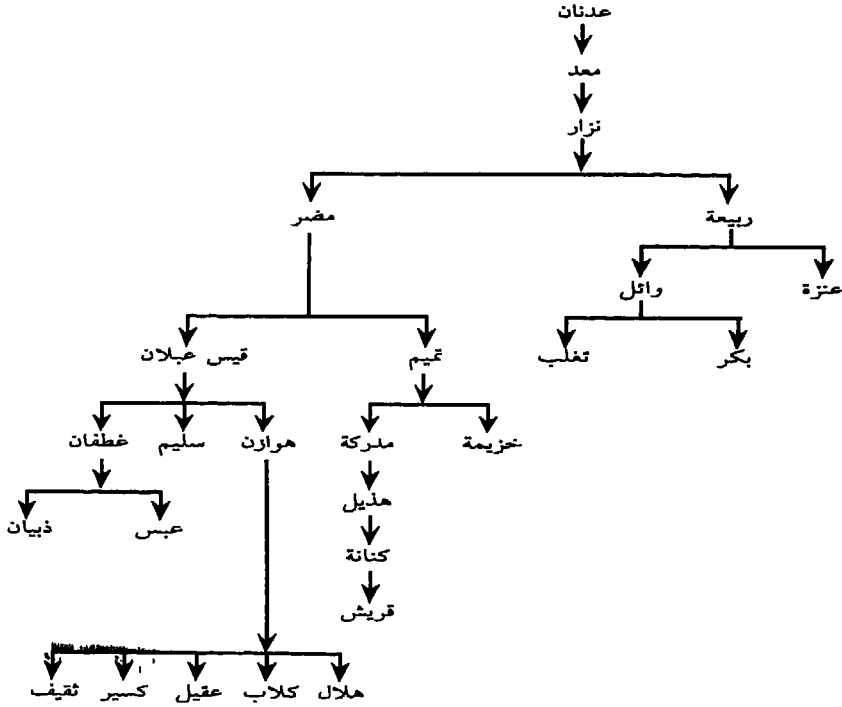 عدنان
معد
نزار
ربيعة
مضر
عنزة
وائل
بكر
تغلب
تميم
قيس عبلان
خزيمة
مدركة
هوازن
سليم
غطفان
هذيل
عبس
ذبيان
كنانة
قريش
هلال
كلاب
عقيل
كسير
ثقيف